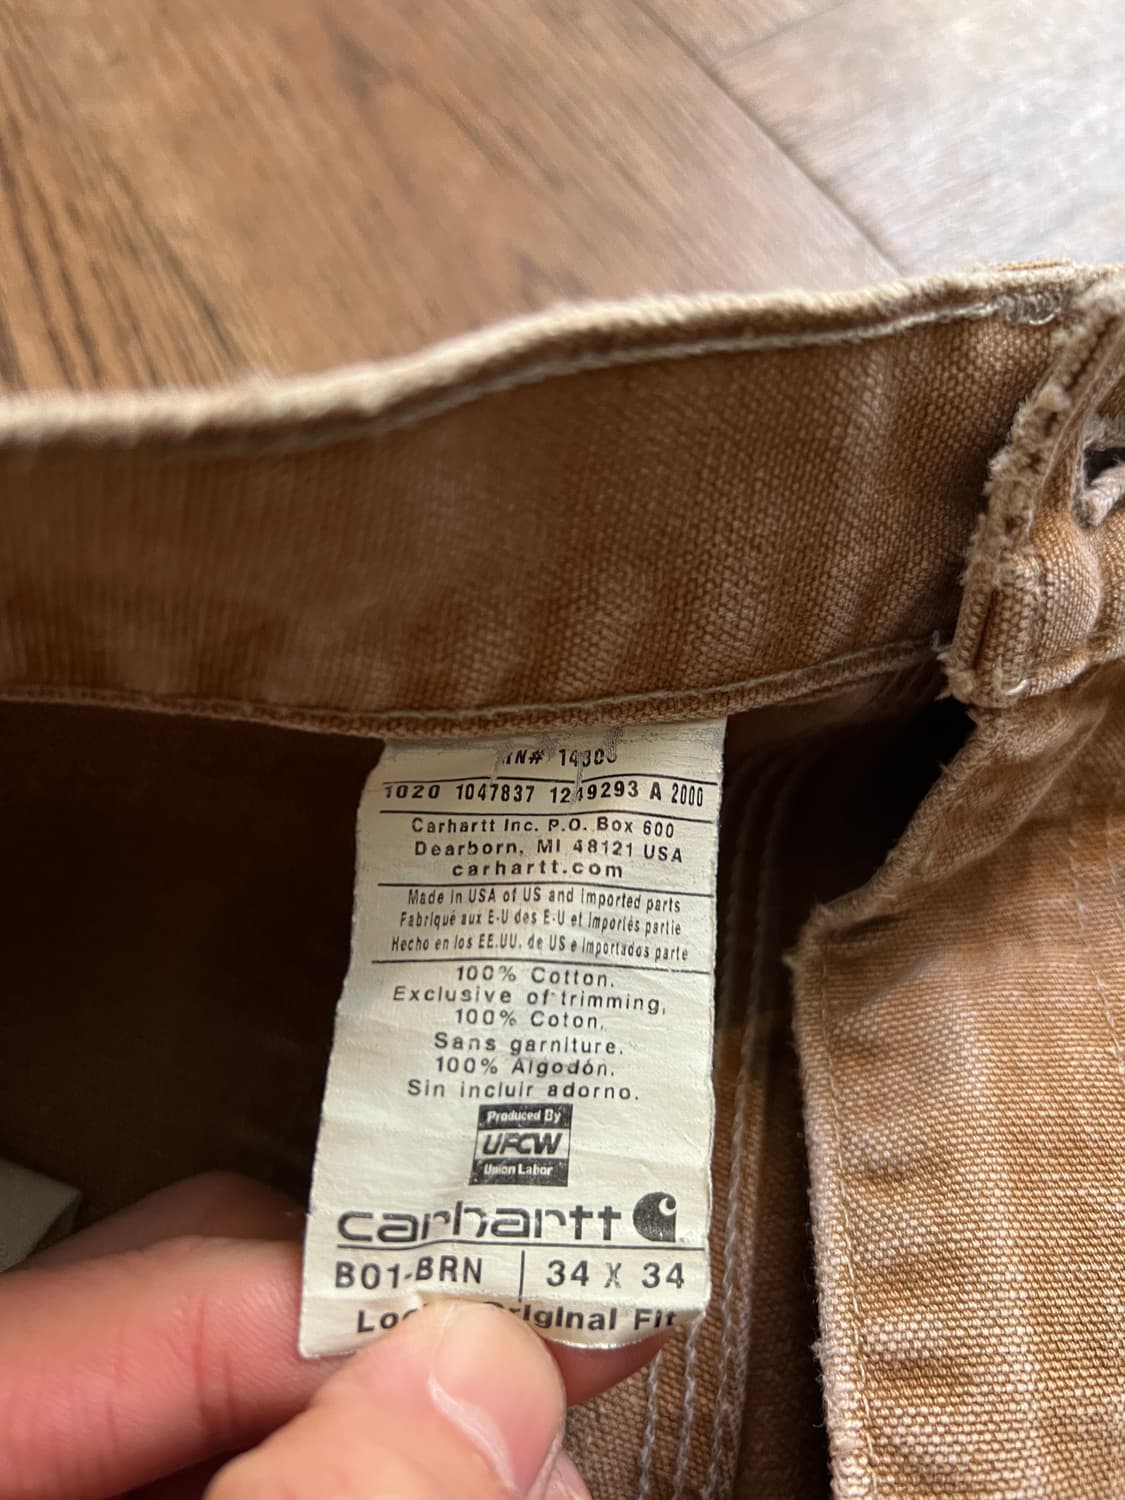 RN# 14806
1020 1047837 1249293 A 2000
Carhartt Inc. P.O. Box 600
Dearborn, MI 48121 USA
carhartt.com
Made in USA of US and imported parts
Fabriqué aux E-U des E-U et importés partie
Hecho en los EE.UU. de US e importados parte
100% Cotton.
Exclusive of trimming,
100% Coton.
Sans garniture.
100% Algodón.
Sin incluir adorno.
Produced By
UFCW
Union Labor
carhartt
B01-BRN | 34 X 34
Fit